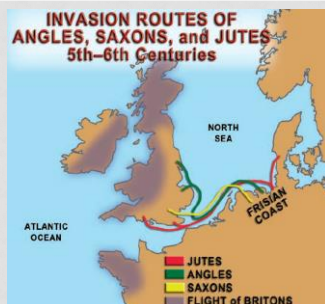 INVASION ROUTES OF
ANGLES, SAXONS, and JUTES
5th–6th Centuries
NORTH
SEA
FRISIAN
COAST
ATLANTIC
OCEAN
JUTES
ANGLES
SAXONS
FLIGHT of BRITONS